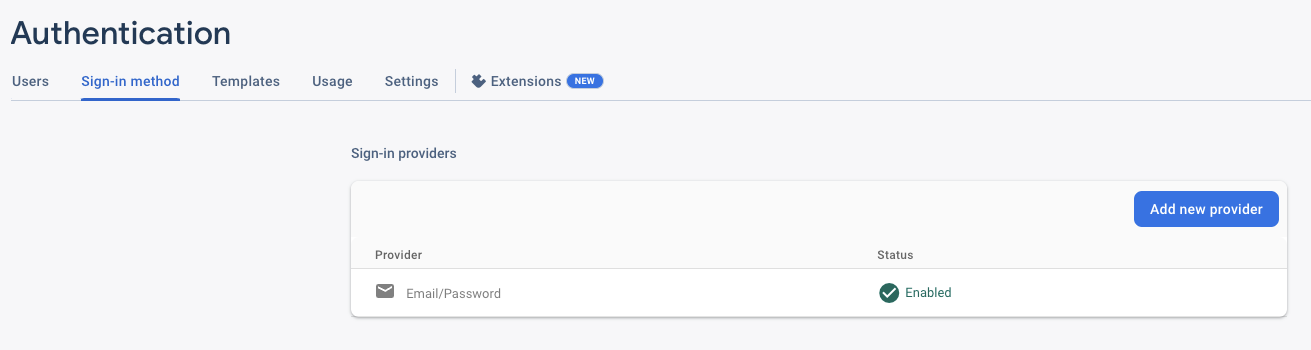 Authentication
Users Sign-in method Templates Usage Settings Extensions NEW
Sign-in providers
Add new provider
Provider Status
Email/Password Enabled